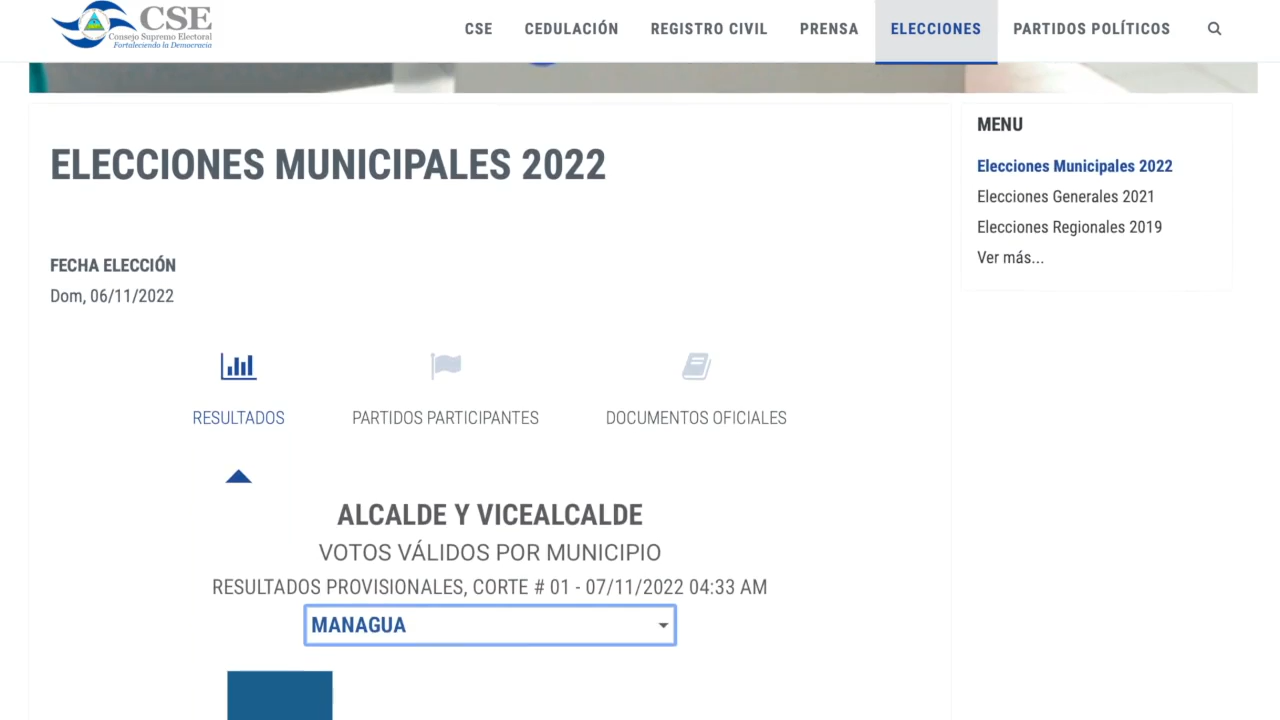 CSE
Consejo Supremo Electoral
Fortaleciendo la Democracia
CSE
CEDULACIÓN
REGISTRO CIVIL
PRENSA
ELECCIONES
PARTIDOS POLÍTICOS
ELECCIONES MUNICIPALES 2022
FECHA ELECCIÓN
Dom, 06/11/2022
RESULTADOS
PARTIDOS PARTICIPANTES
DOCUMENTOS OFICIALES
ALCALDE Y VICEALCALDE
VOTOS VÁLIDOS POR MUNICIPIO
RESULTADOS PROVISIONALES, CORTE # 01 - 07/11/2022 04:33 AM
MANAGUA
MENU
Elecciones Municipales 2022
Elecciones Generales 2021
Elecciones Regionales 2019
Ver más...